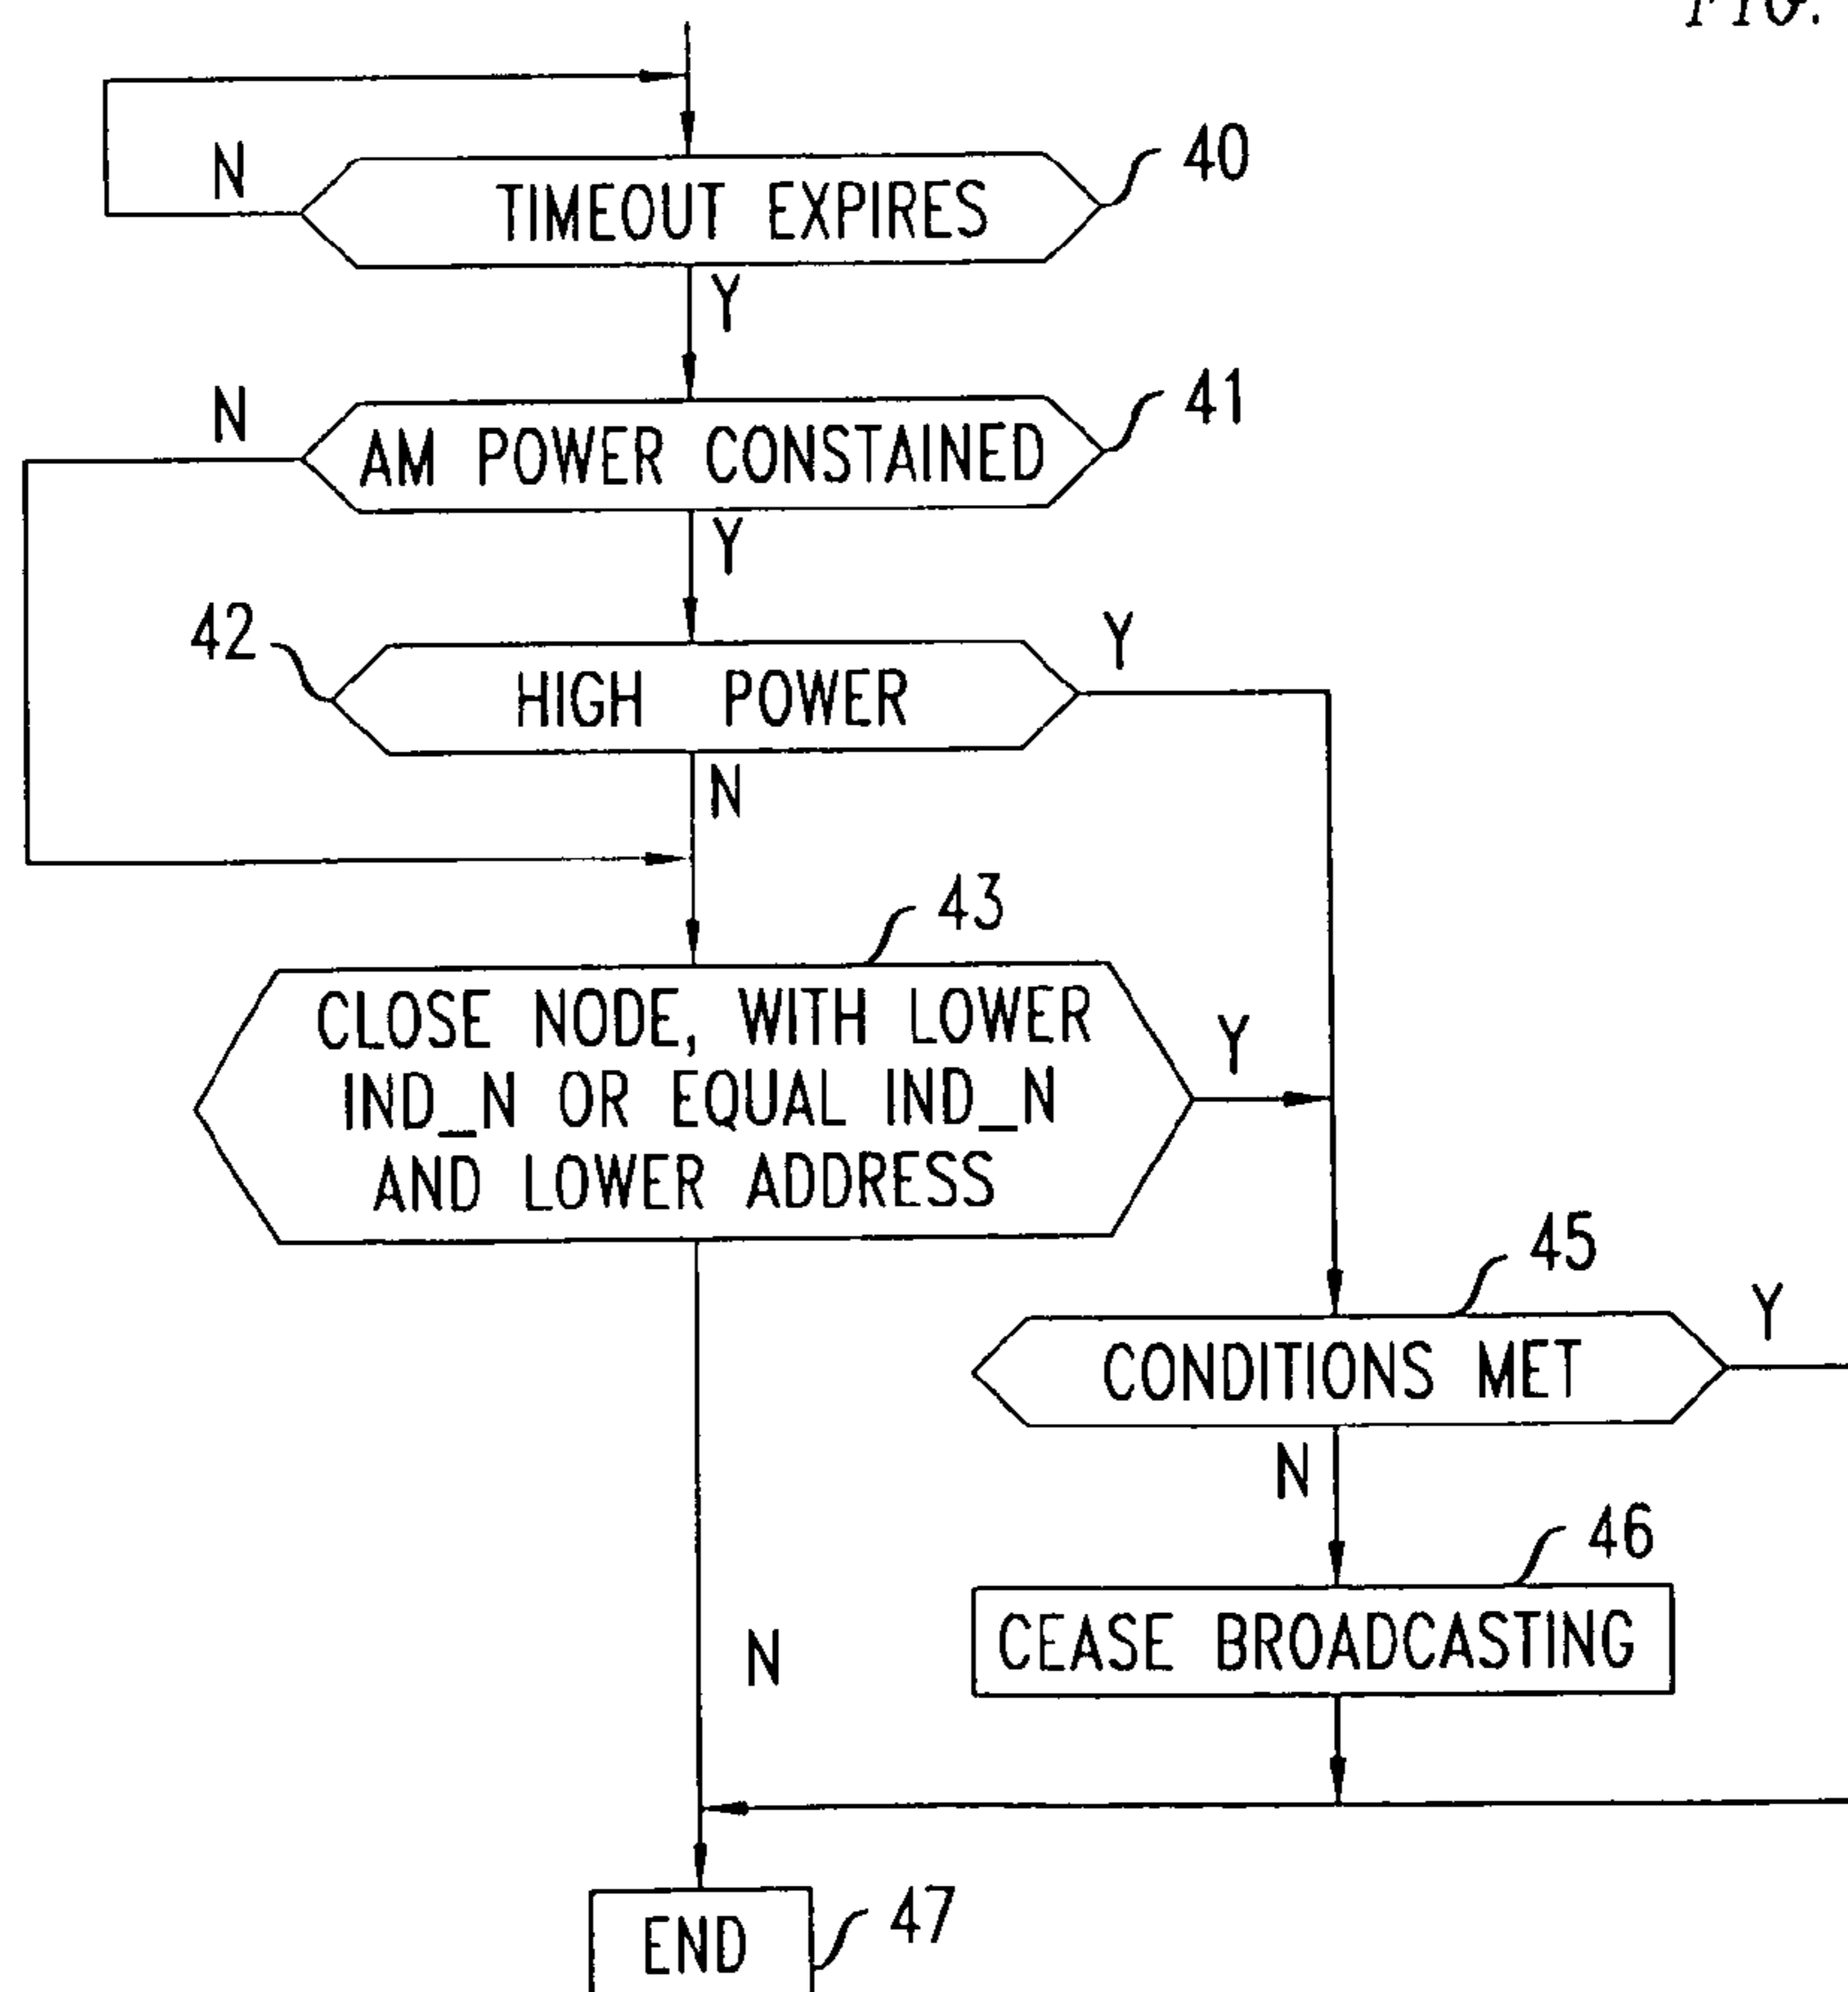 FIG.
N
TIMEOUT EXPIRES
40
Y
N
AM POWER CONSTAINED
41
Y
42
HIGH POWER
Y
N
43
CLOSE NODE, WITH LOWER
IND_N OR EQUAL IND_N
AND LOWER ADDRESS
Y
45
CONDITIONS MET
Y
N
46
CEASE BROADCASTING
N
END
47